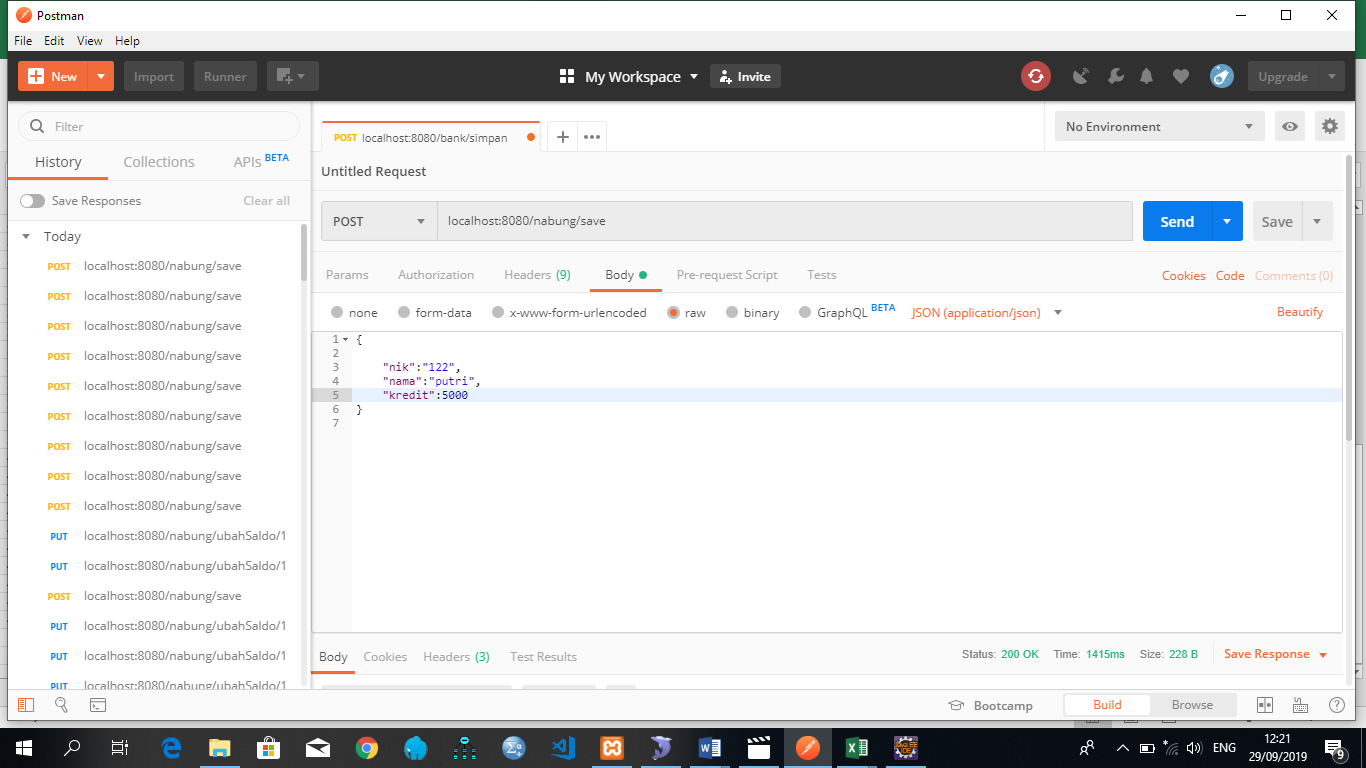 Postman
File Edit View Help
New Import Runner My Workspace Invite Upgrade
Filter
History Collections APIs BETA
Save Responses Clear all
Today
POST localhost:8080/nabung/save
POST localhost:8080/nabung/save
POST localhost:8080/nabung/save
POST localhost:8080/nabung/save
POST localhost:8080/nabung/save
POST localhost:8080/nabung/save
POST localhost:8080/nabung/save
POST localhost:8080/nabung/save
POST localhost:8080/nabung/save
PUT localhost:8080/nabung/ubahSaldo/1
PUT localhost:8080/nabung/ubahSaldo/1
POST localhost:8080/nabung/save
PUT localhost:8080/nabung/ubahSaldo/1
PUT localhost:8080/nabung/ubahSaldo/1
PUT localhost:8080/nabung/ubahSaldo/1
POST localhost:8080/bank/simpan
No Environment
Untitled Request
POST localhost:8080/nabung/save Send Save
Params Authorization Headers (9) Body Pre-request Script Tests Cookies Code Comments (0)
none form-data x-www-form-urlencoded raw binary GraphQL BETA JSON (application/json) Beautify
1 {
2
3 "nik":"122",
4 "nama":"putri",
5 "kredit":5000
6 }
7
Body Cookies Headers (3) Test Results Status: 200 OK Time: 1415ms Size: 228 B Save Response
Bootcamp Build Browse
ENG
12:21
29/09/2019
9